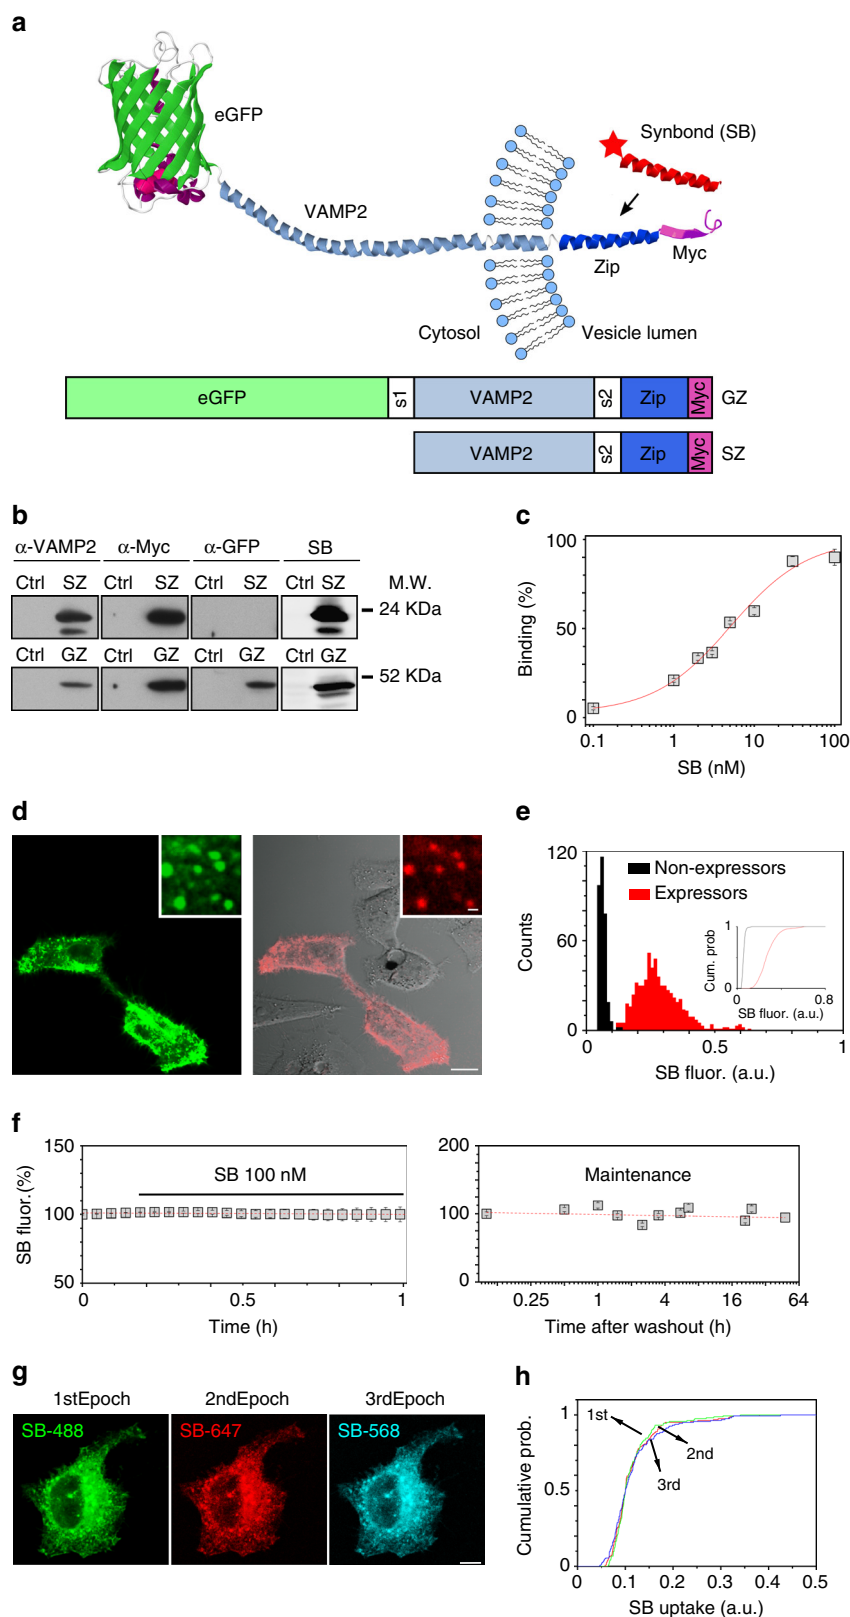 a
eGFP
VAMP2
Synbond (SB)
Zip
Myc
Cytosol
Vesicle lumen
eGFP s1 VAMP2 s2 Zip Myc GZ
VAMP2 s2 Zip Myc SZ
b
α-VAMP2 α-Myc α-GFP SB
Ctrl SZ Ctrl SZ Ctrl SZ Ctrl SZ M.W.
24 KDa
Ctrl GZ Ctrl GZ Ctrl GZ Ctrl GZ
52 KDa
c
100
50
0
Binding (%)
0.1 1 10 100
SB (nM)
d
e
120
60
0
Counts
Non-expressors
Expressors
1
0
Cum. prob
0 0.8
SB fluor. (a.u.)
0 0.5 1
SB fluor. (a.u.)
f
150
100
50
SB fluor.(%)
SB 100 nM
0 0.5 1
Time (h)
200
100
0
Maintenance
0.25 1 4 16 64
Time after washout (h)
g
1stEpoch 2ndEpoch 3rdEpoch
SB-488 SB-647 SB-568
h
1
0.5
0
Cumulative prob.
1st
2nd
3rd
0 0.1 0.2 0.3 0.4 0.5
SB uptake (a.u.)